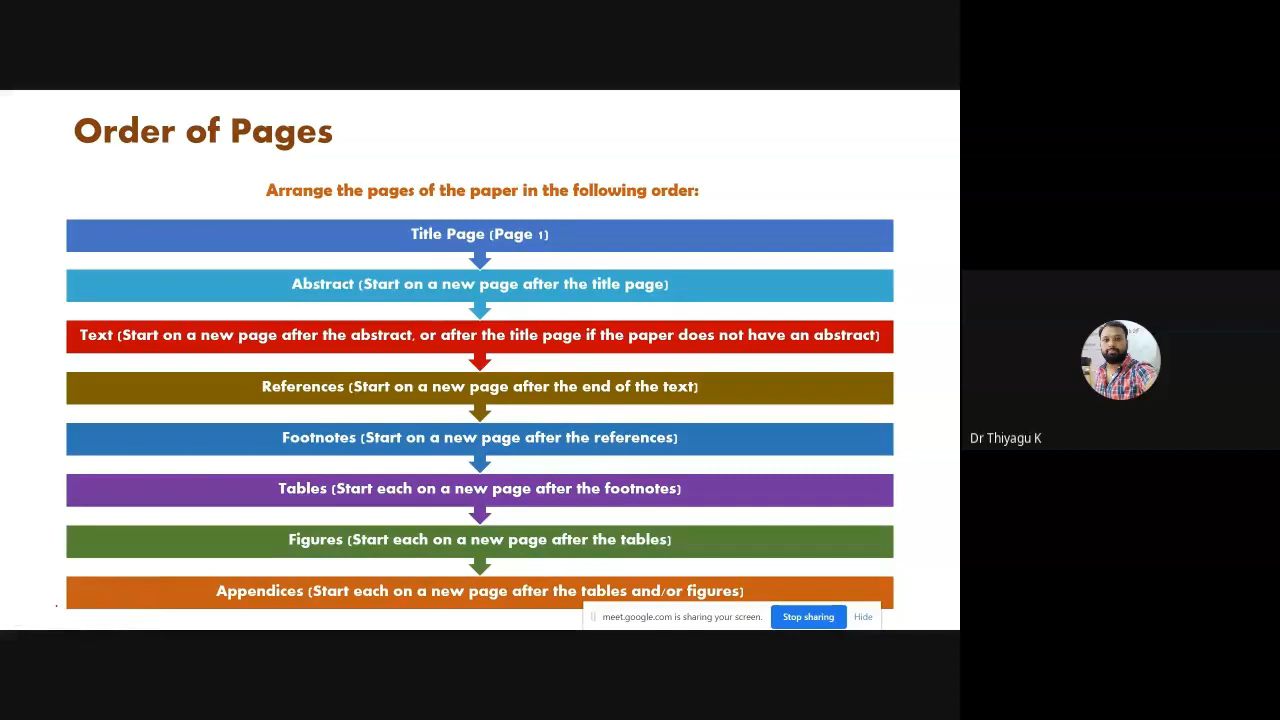 Order of Pages
Arrange the pages of the paper in the following order:
Title Page (Page 1)
Abstract (Start on a new page after the title page)
Text (Start on a new page after the abstract, or after the title page if the paper does not have an abstract)
References (Start on a new page after the end of the text)
Footnotes (Start on a new page after the references)
Tables (Start each on a new page after the footnotes)
Figures (Start each on a new page after the tables)
Appendices (Start each on a new page after the tables and/or figures)
meet.google.com is sharing your screen. Stop sharing Hide
Dr Thiyagu K